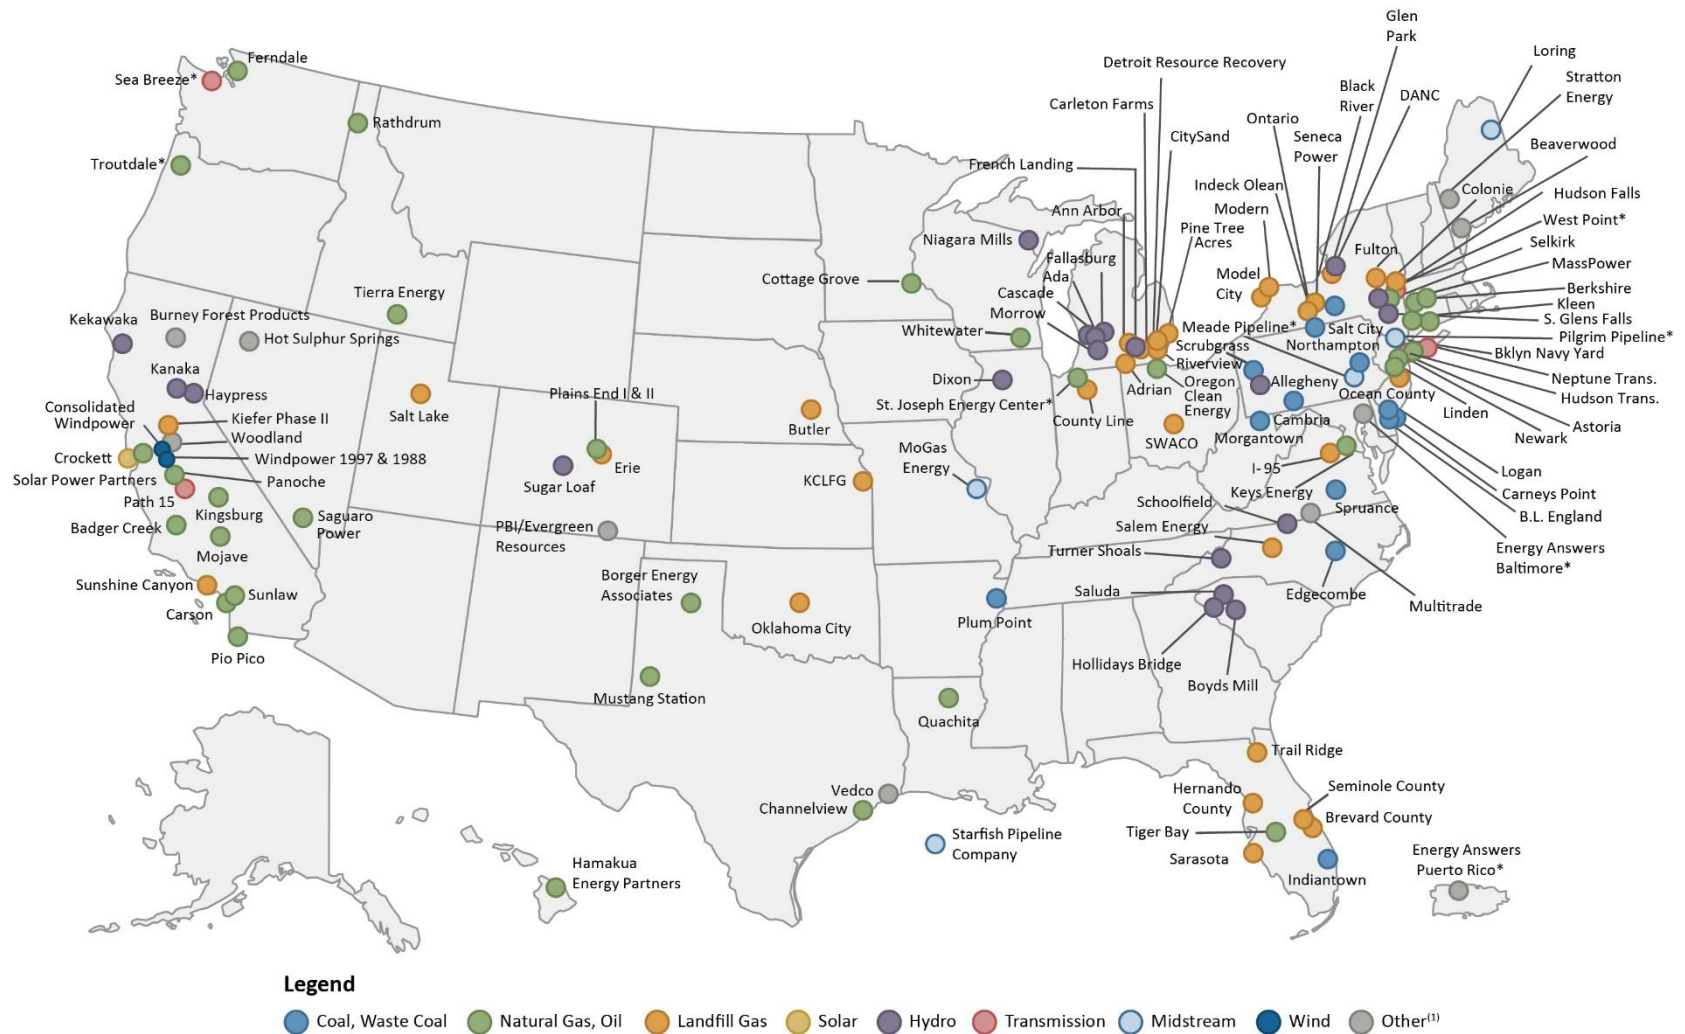 Glen
Park
Loring
Detroit Resource Recovery
Stratton
Energy
Black
River
DANC
Carleton Farms
Ontario
CitySand
Seneca
Power
Beaverwood
French Landing
Indeck Olean
Colonie
Hudson Falls
Ann Arbor
Modern
West Point*
Pine Tree
Acres
Selkirk
Niagara Mills
Fulton
MassPower
Fallasburg
Ada
Model
City
Berkshire
Cascade
Kleen
Morrow
S. Glens Falls
Meade Pipeline*
Salt City
Pilgrim Pipeline*
Scrubgrass
Northampton
Bklyn Navy Yard
Riverview
Neptune Trans.
Allegheny
Hudson Trans.
Adrian
Oregon
Clean
Energy
Ocean County
St. Joseph Energy Center*
Linden
County Line
Cambria
Astoria
SWACO
Morgantown
Newark
I-95
Logan
Keys Energy
Carneys Point
Schoolfield
Spruance
B.L. England
Salem Energy
Energy Answers
Baltimore*
Turner Shoals
Edgecombe
Multitrade
Saluda
Hollidays Bridge
Boyds Mill
Ferndale
Sea Breeze*
Rathdrum
Troutdale*
Cottage Grove
Tierra Energy
Kekawaka
Burney Forest Products
Hot Sulphur Springs
Whitewater
Kanaka
Haypress
Dixon
Plains End I & II
Consolidated
Windpower
Kiefer Phase II
Salt Lake
Woodland
Butler
Crockett
Windpower 1997 & 1988
MoGas
Energy
Erie
Solar Power Partners
Panoche
Sugar Loaf
KCLFG
Path 15
Kingsburg
Saguaro
Power
Badger Creek
PBI/Evergreen
Resources
Mojave
Sunshine Canyon
Sunlaw
Borger Energy
Associates
Carson
Plum Point
Oklahoma City
Pio Pico
Mustang Station
Quachita
Trail Ridge
Vedco
Channelview
Hernando
County
Seminole County
Brevard County
Tiger Bay
Starfish Pipeline
Company
Sarasota
Indiantown
Energy Answers
Puerto Rico*
Hamakua
Energy Partners
Legend
Coal, Waste Coal
Natural Gas, Oil
Landfill Gas
Solar
Hydro
Transmission
Midstream
Wind
Other(1)